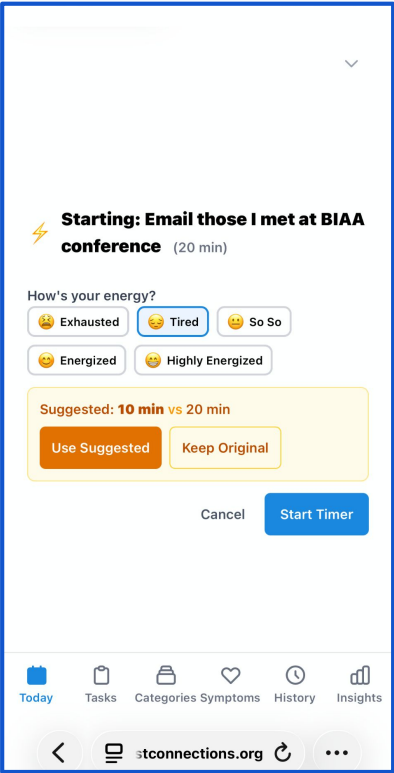 Starting: Email those I met at BIAA
conference (20 min)
How's your energy?
Exhausted Tired So So
Energized Highly Energized
Suggested: 10 min vs 20 min
Use Suggested Keep Original
Cancel Start Timer
Today Tasks Categories Symptoms History Insights
stconnections.org